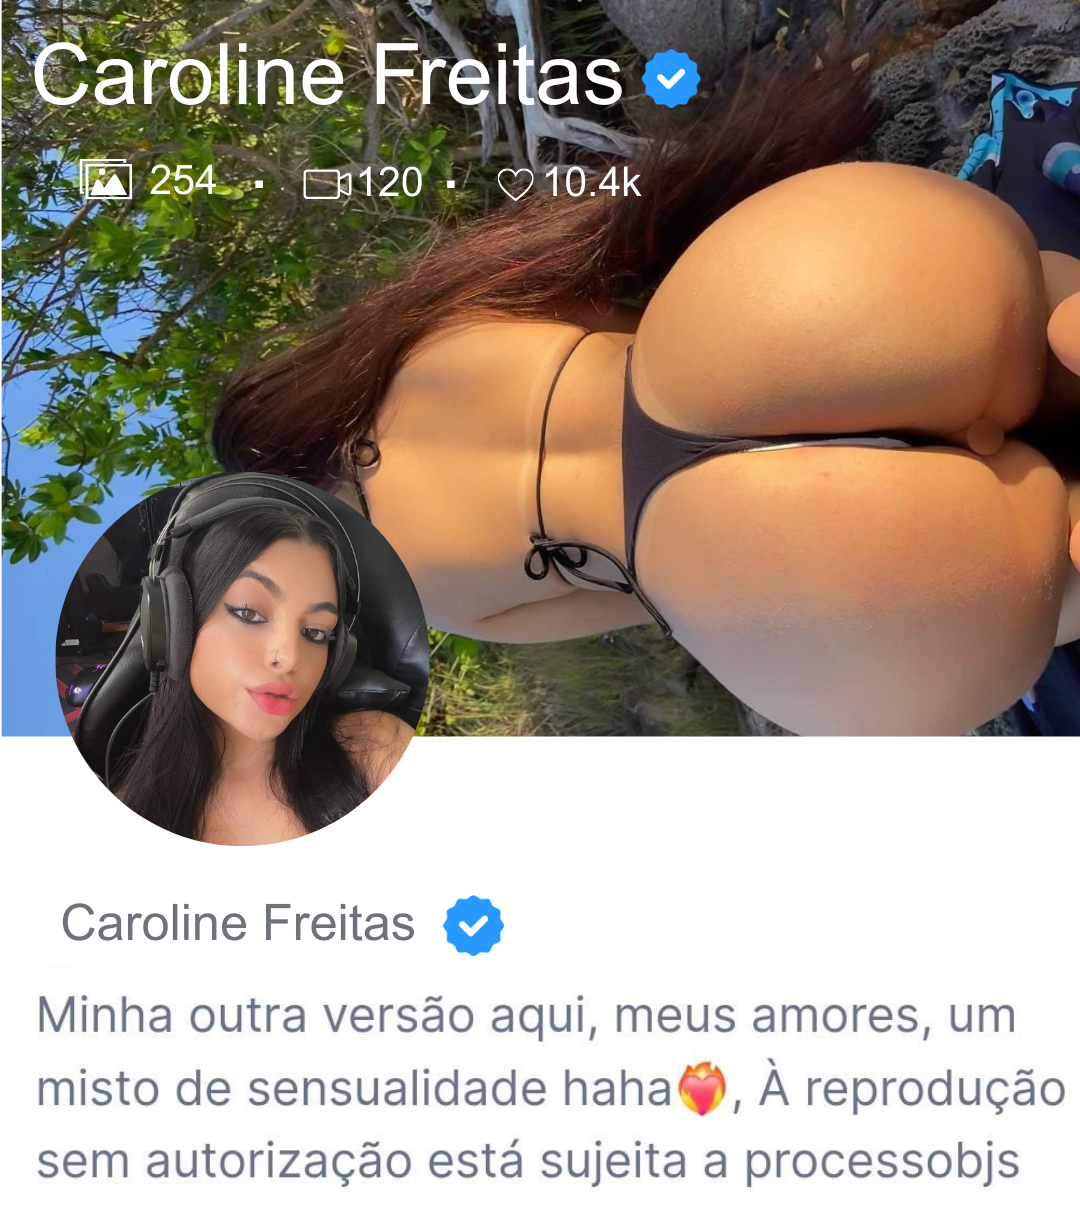 Caroline Freitas
254 · 120 · 10.4k
Caroline Freitas
Minha outra versão aqui, meus amores, um
misto de sensualidade haha❤️‍🔥, À reprodução
sem autorização está sujeita a processobjs